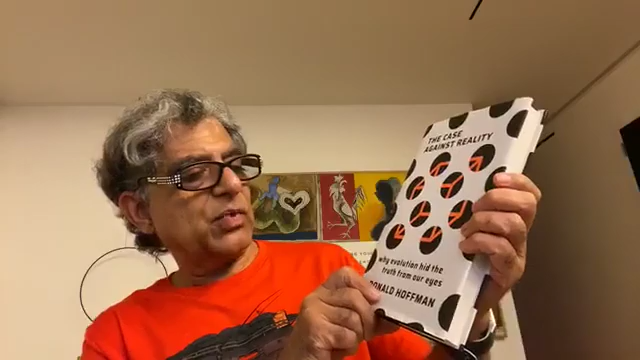 THE CASE
AGAINST REALITY
why evolution hid the
truth from our eyes
DONALD HOFFMAN